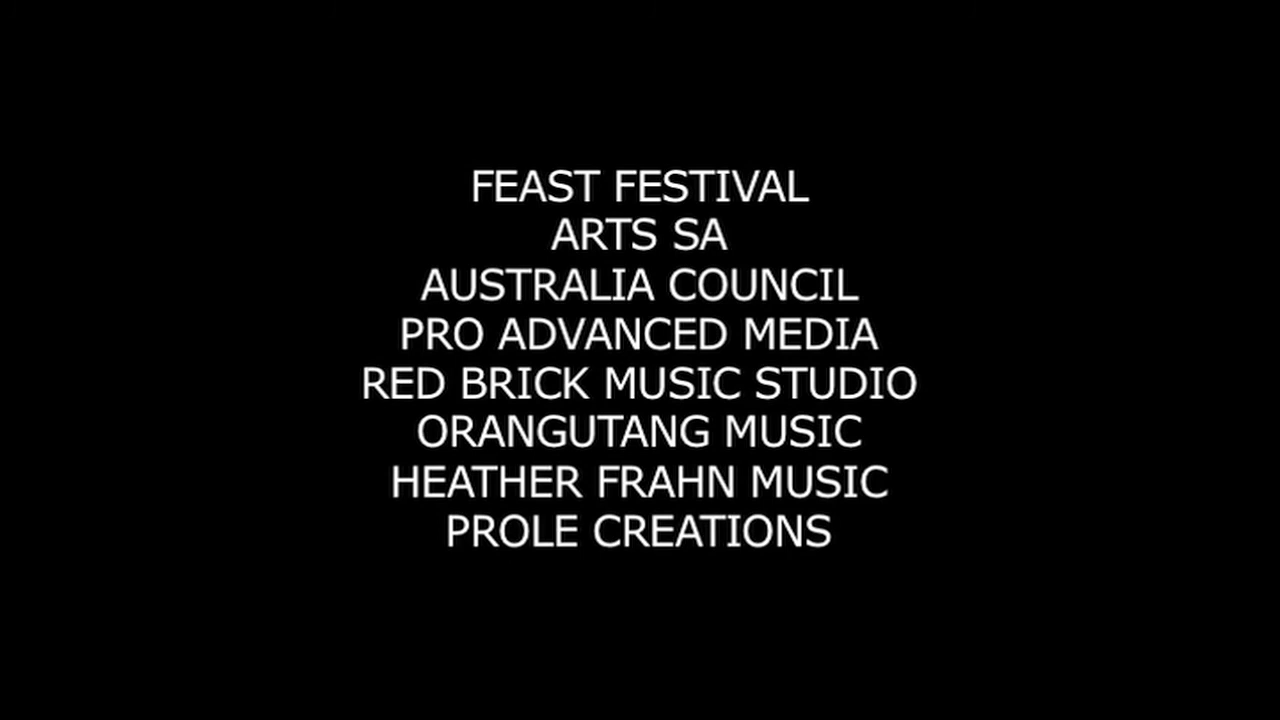 FEAST FESTIVAL
ARTS SA
AUSTRALIA COUNCIL
PRO ADVANCED MEDIA
RED BRICK MUSIC STUDIO
ORANGUTANG MUSIC
HEATHER FRAHN MUSIC
PROLE CREATIONS